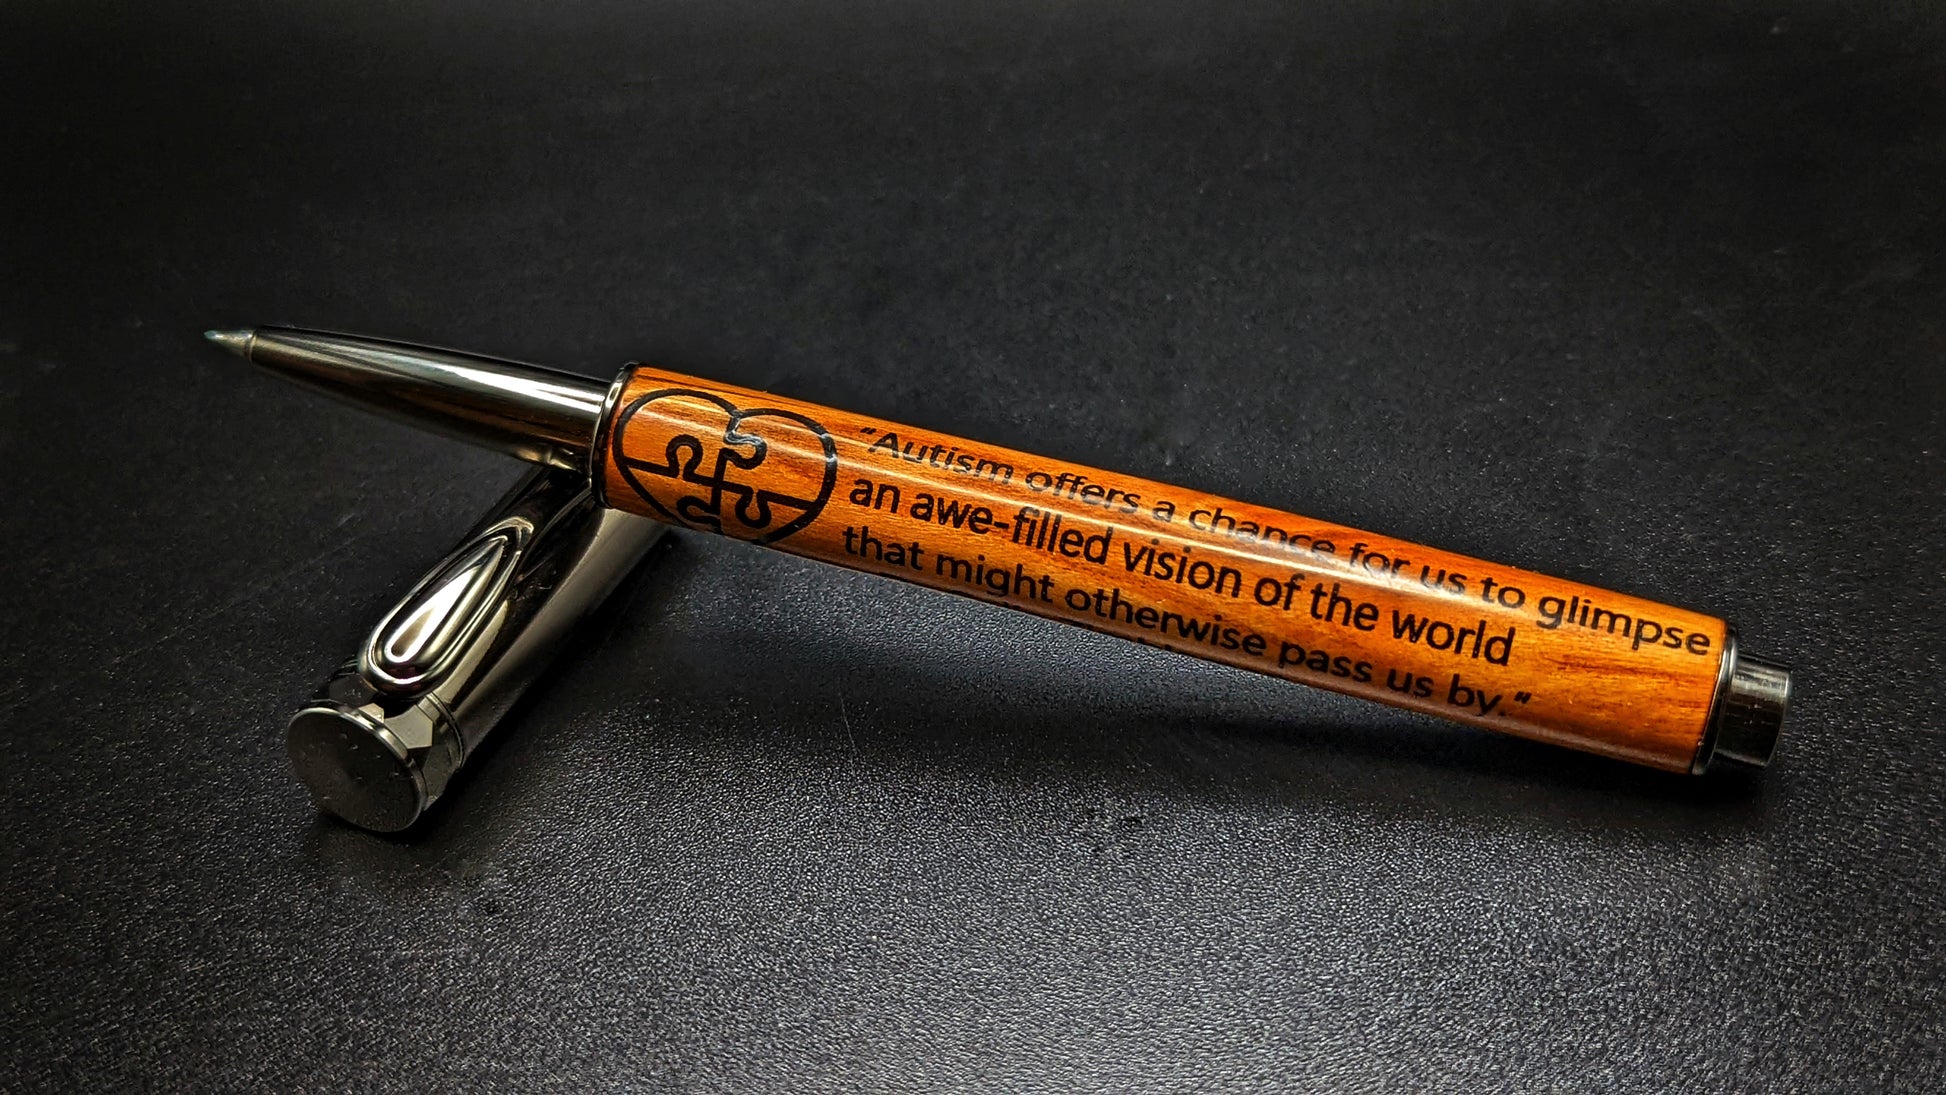 “Autism offers a chance for us to glimpse
an awe-filled vision of the world
that might otherwise pass us by.”